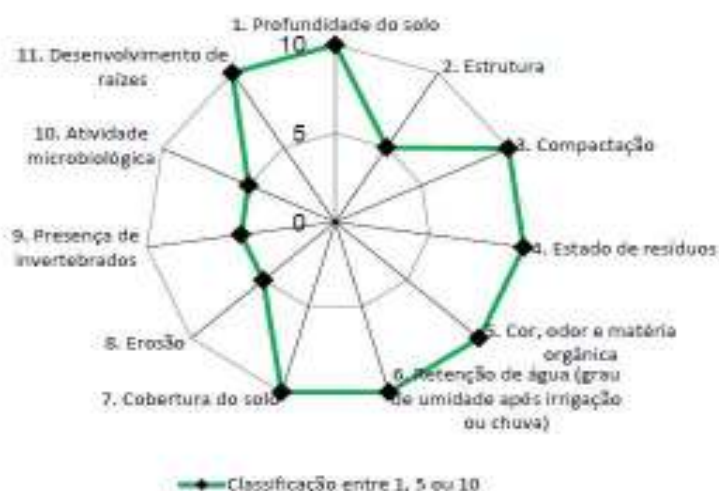 1. Profundidade do solo
10
11. Desenvolvimento de
raízes
2. Estrutura
10. Atividade
microbiológica
5
3. Compactação
9. Presença de
invertebrados
0
4. Estado de resíduos
8. Erosão
5. Cor, odor e matéria
orgânica
7. Cobertura do solo
6. Retenção de água (grau
de umidade após irrigação
ou chuva)
Classificação entre 1, 5 ou 10